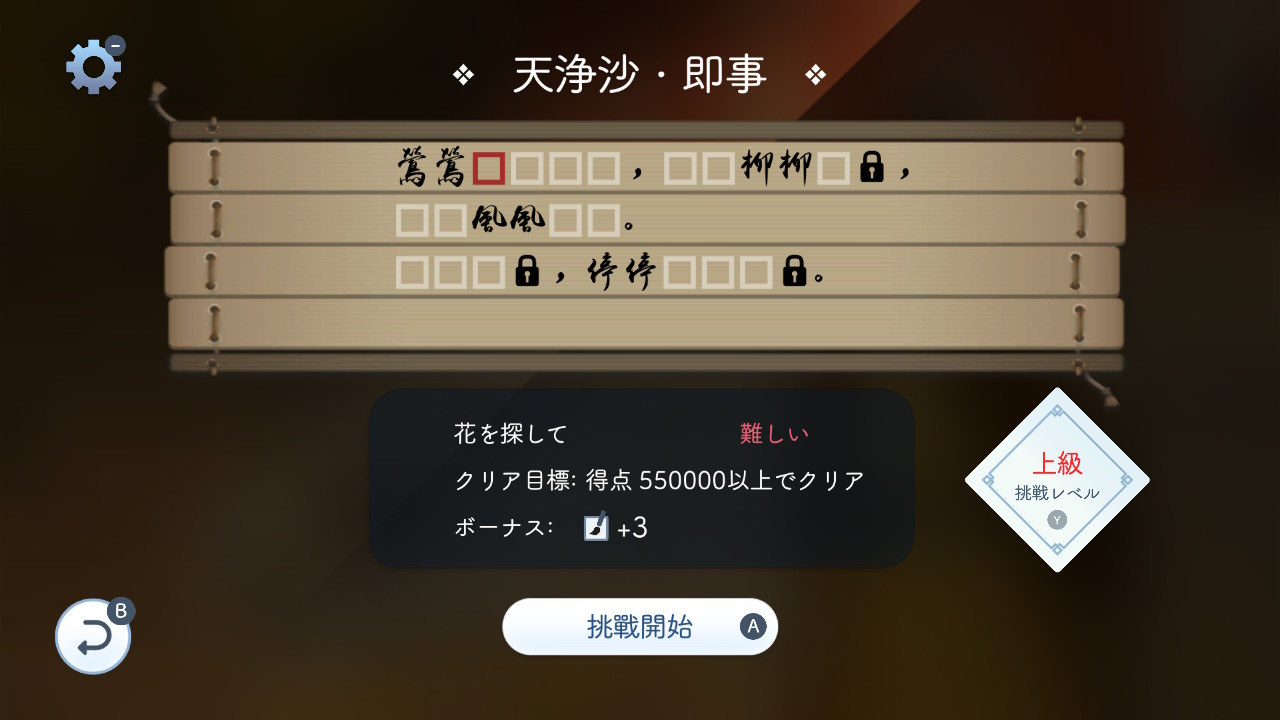 天浄沙・即事
鶯鶯□□□□，□□柳柳□，
□□風風□□。
□□□，停停□□□。
花を探して 難しい
クリア目標: 得点 550000以上でクリア
ボーナス: +3
上級
挑戦レベル
Y
挑戦開始 A
B